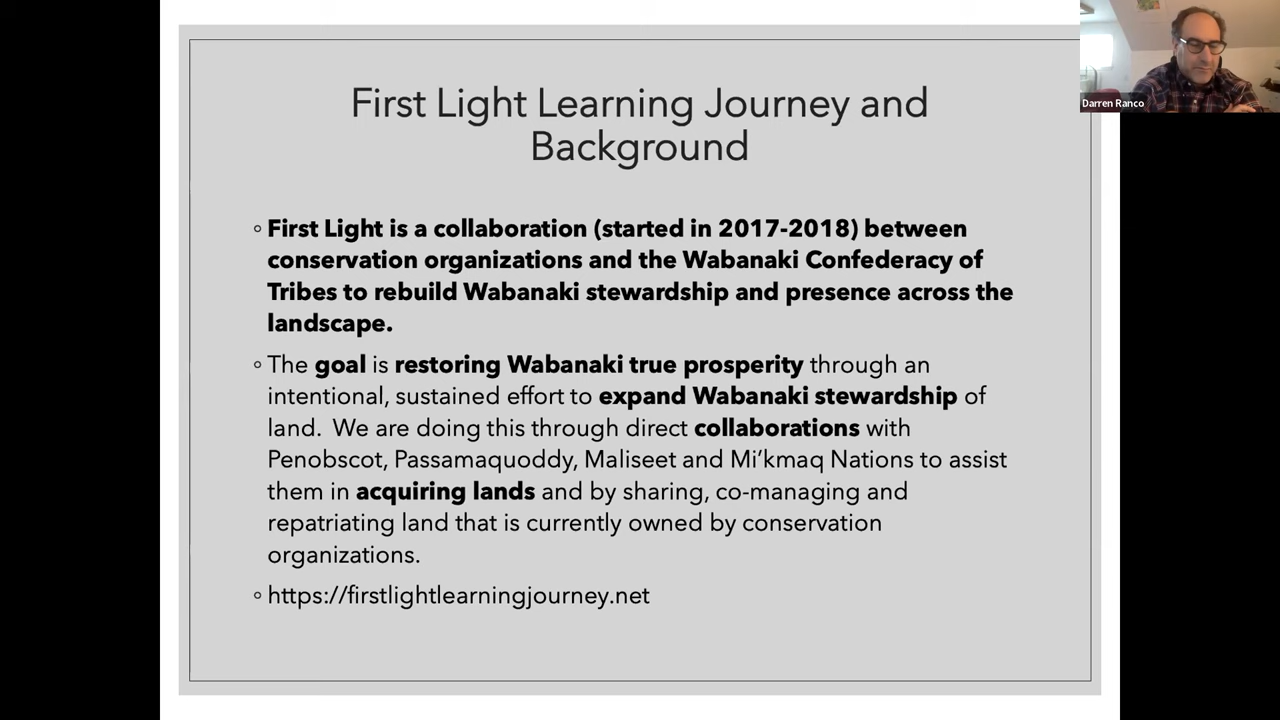 First Light Learning Journey and
Background
◦ First Light is a collaboration (started in 2017-2018) between
conservation organizations and the Wabanaki Confederacy of
Tribes to rebuild Wabanaki stewardship and presence across the
landscape.
◦ The goal is restoring Wabanaki true prosperity through an
intentional, sustained effort to expand Wabanaki stewardship of
land.  We are doing this through direct collaborations with
Penobscot, Passamaquoddy, Maliseet and Mi’kmaq Nations to assist
them in acquiring lands and by sharing, co-managing and
repatriating land that is currently owned by conservation
organizations.
◦ https://firstlightlearningjourney.net
Darren Ranco